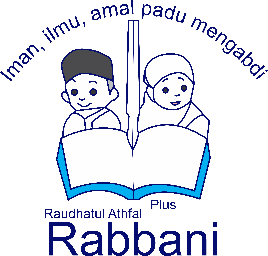 Iman, ilmu, amal padu mengabdi
Raudhatul Athfal Plus
Rabbani